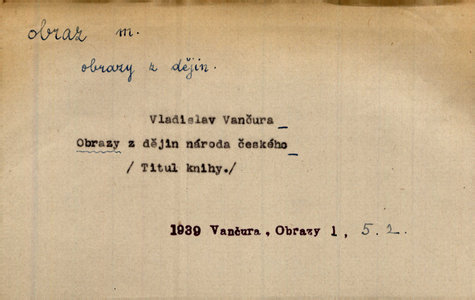 obraz m.
obrazy z dějin.
Vladislav Vančura
Obrazy z dějin národa českého
/ Titul knihy./
1939 Vančura, Obrazy 1, 5.2.